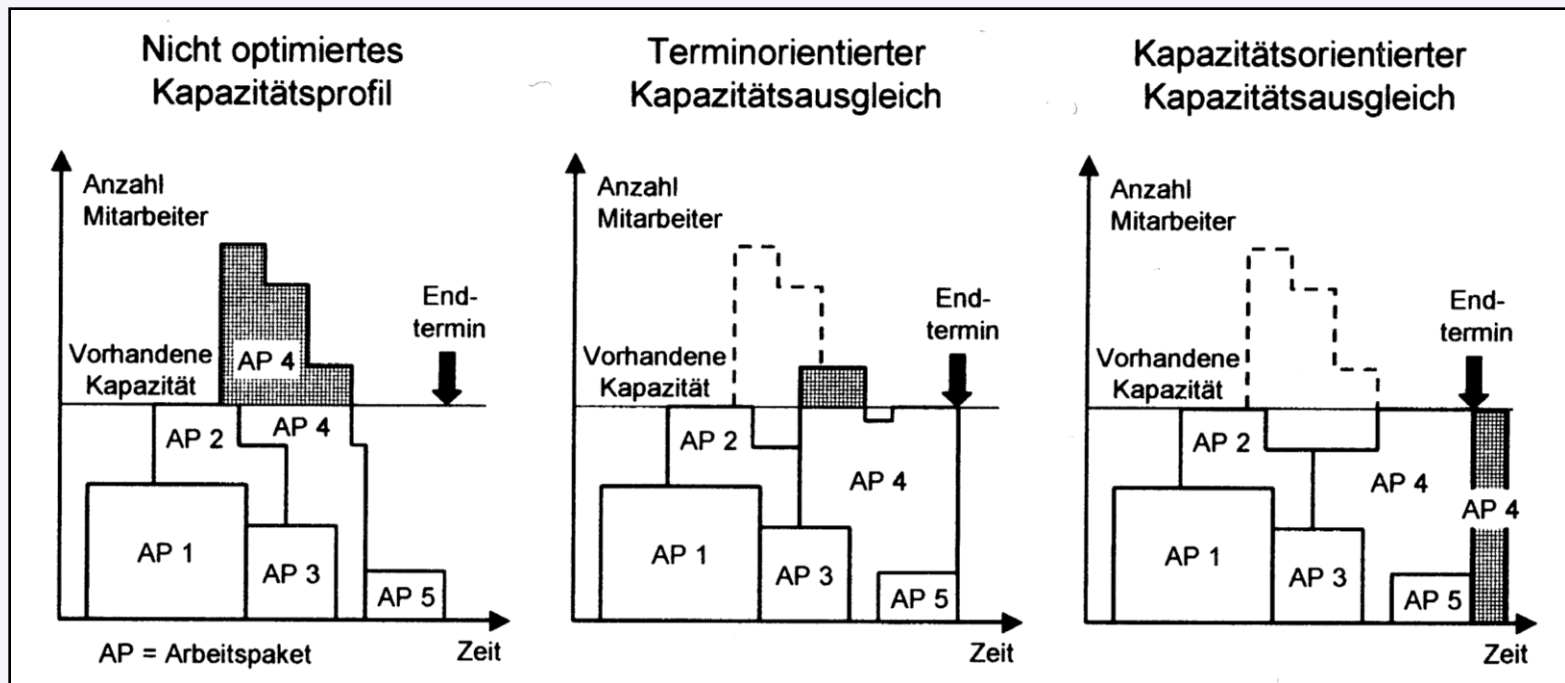 Nicht optimiertes
Kapazitätsprofil
Anzahl
Mitarbeiter
End-
termin
Vorhandene
Kapazität
AP 4
AP 4
AP 2
AP 1
AP 3
AP 5
AP = Arbeitspaket
Zeit
Terminorientierter
Kapazitätsausgleich
Anzahl
Mitarbeiter
End-
termin
Vorhandene
Kapazität
AP 2
AP 4
AP 1
AP 3
AP 5
Zeit
Kapazitätsorientierter
Kapazitätsausgleich
Anzahl
Mitarbeiter
End-
termin
Vorhandene
Kapazität
AP 2
AP 4
AP 4
AP 1
AP 3
AP 5
Zeit